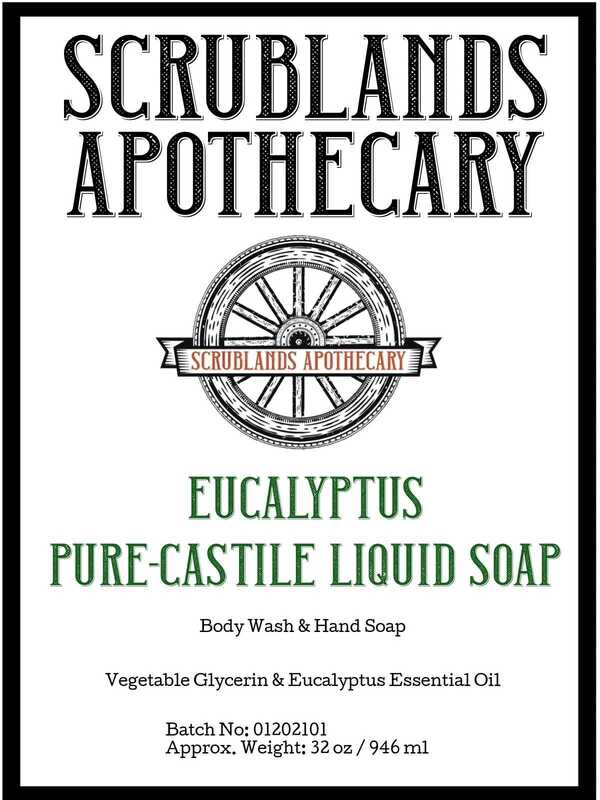 SCRUBLANDS
APOTHECARY
SCRUBLANDS APOTHECARY
EUCALYPTUS
PURE-CASTILE LIQUID SOAP
Body Wash & Hand Soap
Vegetable Glycerin & Eucalyptus Essential Oil
Batch No: 01202101
Approx. Weight: 32 oz / 946 ml